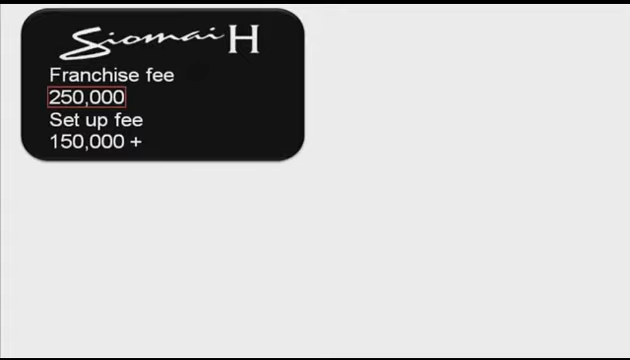 Siomai H
Franchise fee
250,000
Set up fee
150,000 +